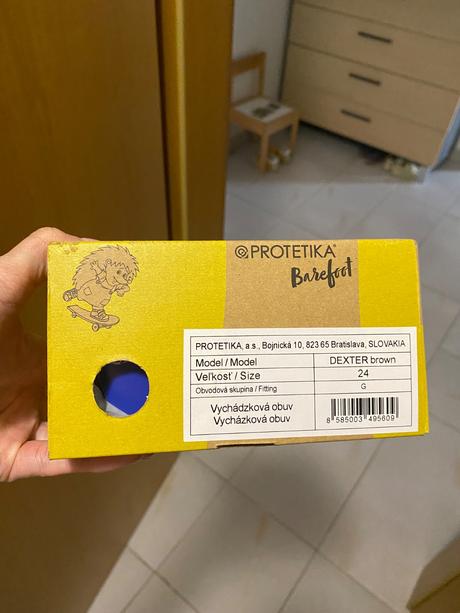 PROTETIKA®
Barefoot
PROTETIKA, a.s., Bojnická 10, 823 65 Bratislava, SLOVAKIA
Model / Model DEXTER brown
Veľkosť / Size 24
Obvodová skupina / Fitting G
Vychádzková obuv
Vycházková obuv
8 585003 495609